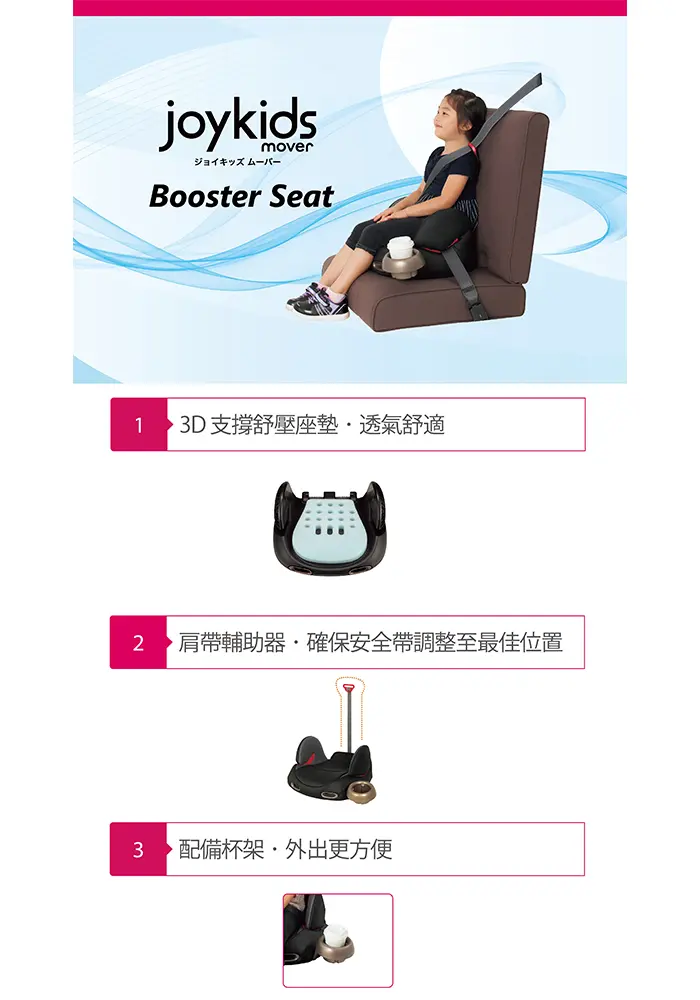 joykids
mover
ジョイキッズ ムーバー
Booster Seat
1
3D 支撐舒壓座墊・透氣舒適
2
肩帶輔助器・確保安全帶調整至最佳位置
3
配備杯架・外出更方便